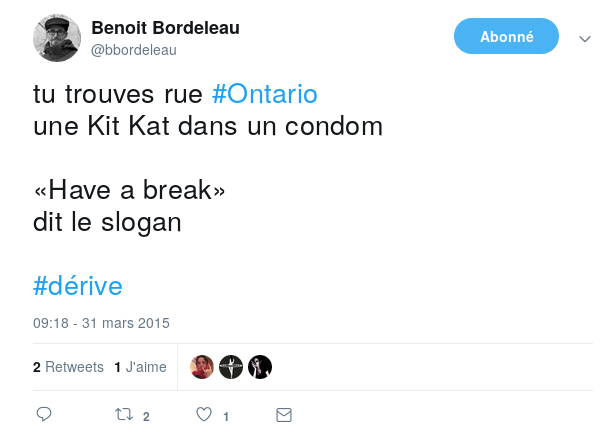 Benoit Bordeleau
@bbordeleau
Abonné
tu trouves rue #Ontario
une Kit Kat dans un condom
«Have a break»
dit le slogan
#dérive
09:18 - 31 mars 2015
2 Retweets 1 J'aime
2 1